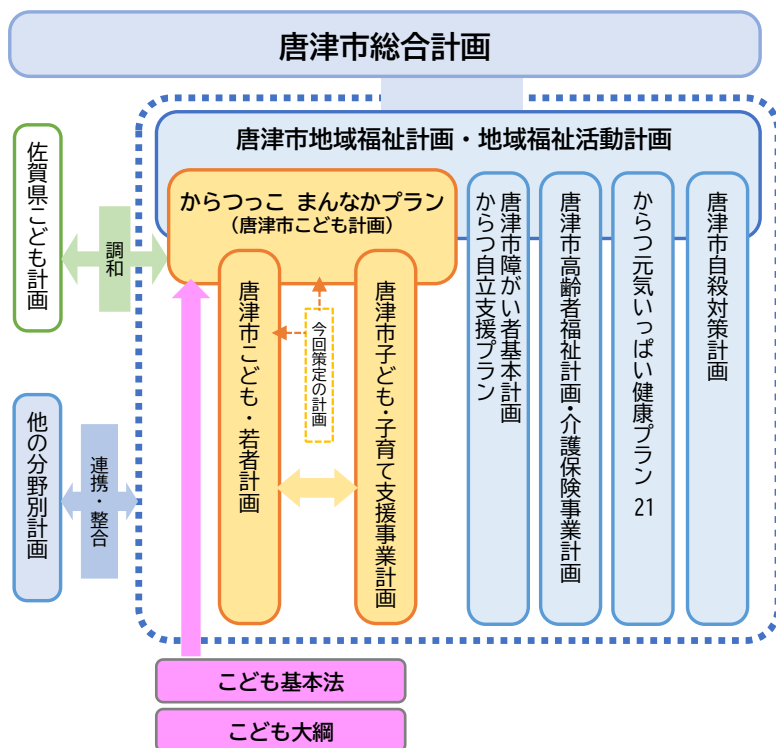 唐津市総合計画
唐津市地域福祉計画・地域福祉活動計画
佐賀県こども計画
調和
からつっこ まんなかプラン
（唐津市こども計画）
唐津市こども・若者計画
今回策定の計画
唐津市子ども・子育て支援事業計画
唐津市障がい者基本計画
からつ自立支援プラン
唐津市高齢者福祉計画・介護保険事業計画
からつ元気いっぱい健康プラン 21
唐津市自殺対策計画
他の分野別計画
連携・整合
こども基本法
こども大綱